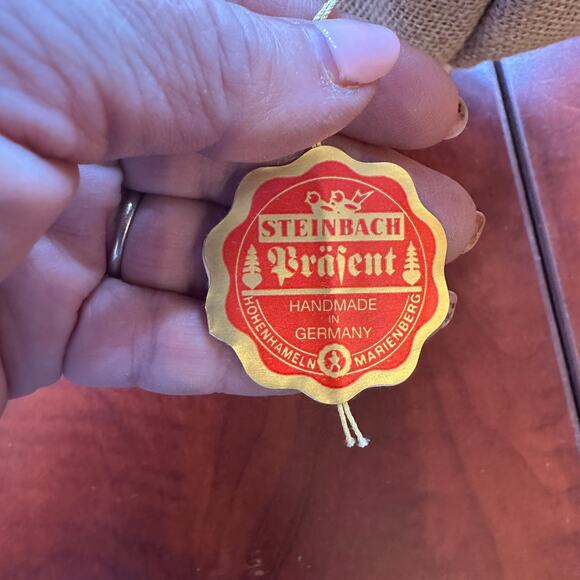 STEINBACH
Präſent
HANDMADE
IN
GERMANY
HOHENHAMELN MARIENBERG